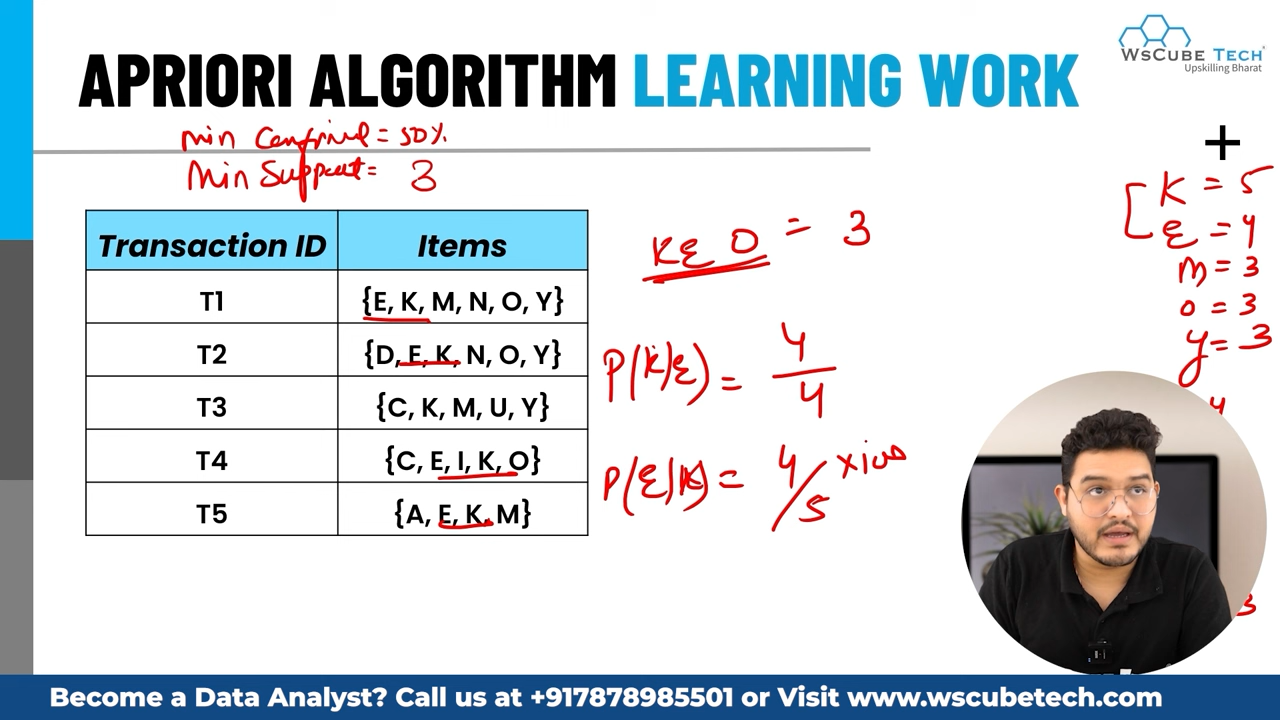 WsCube Tech
Upskilling Bharat
APRIORI ALGORITHM LEARNING WORK
min = 50%
Min Support = 3
K = 5
E = 4
m = 3
O = 3
y = 3
4
3
Transaction ID Items
T1 {E, K, M, N, O, Y}
T2 {D, E, K, N, O, Y}
T3 {C, K, M, U, Y}
T4 {C, E, I, K, O}
T5 {A, E, K, M}
K E O = 3
P(K|E) = 4/4
P(E|K) = 4/5 x100
Become a Data Analyst? Call us at +917878985501 or Visit www.wscubetech.com